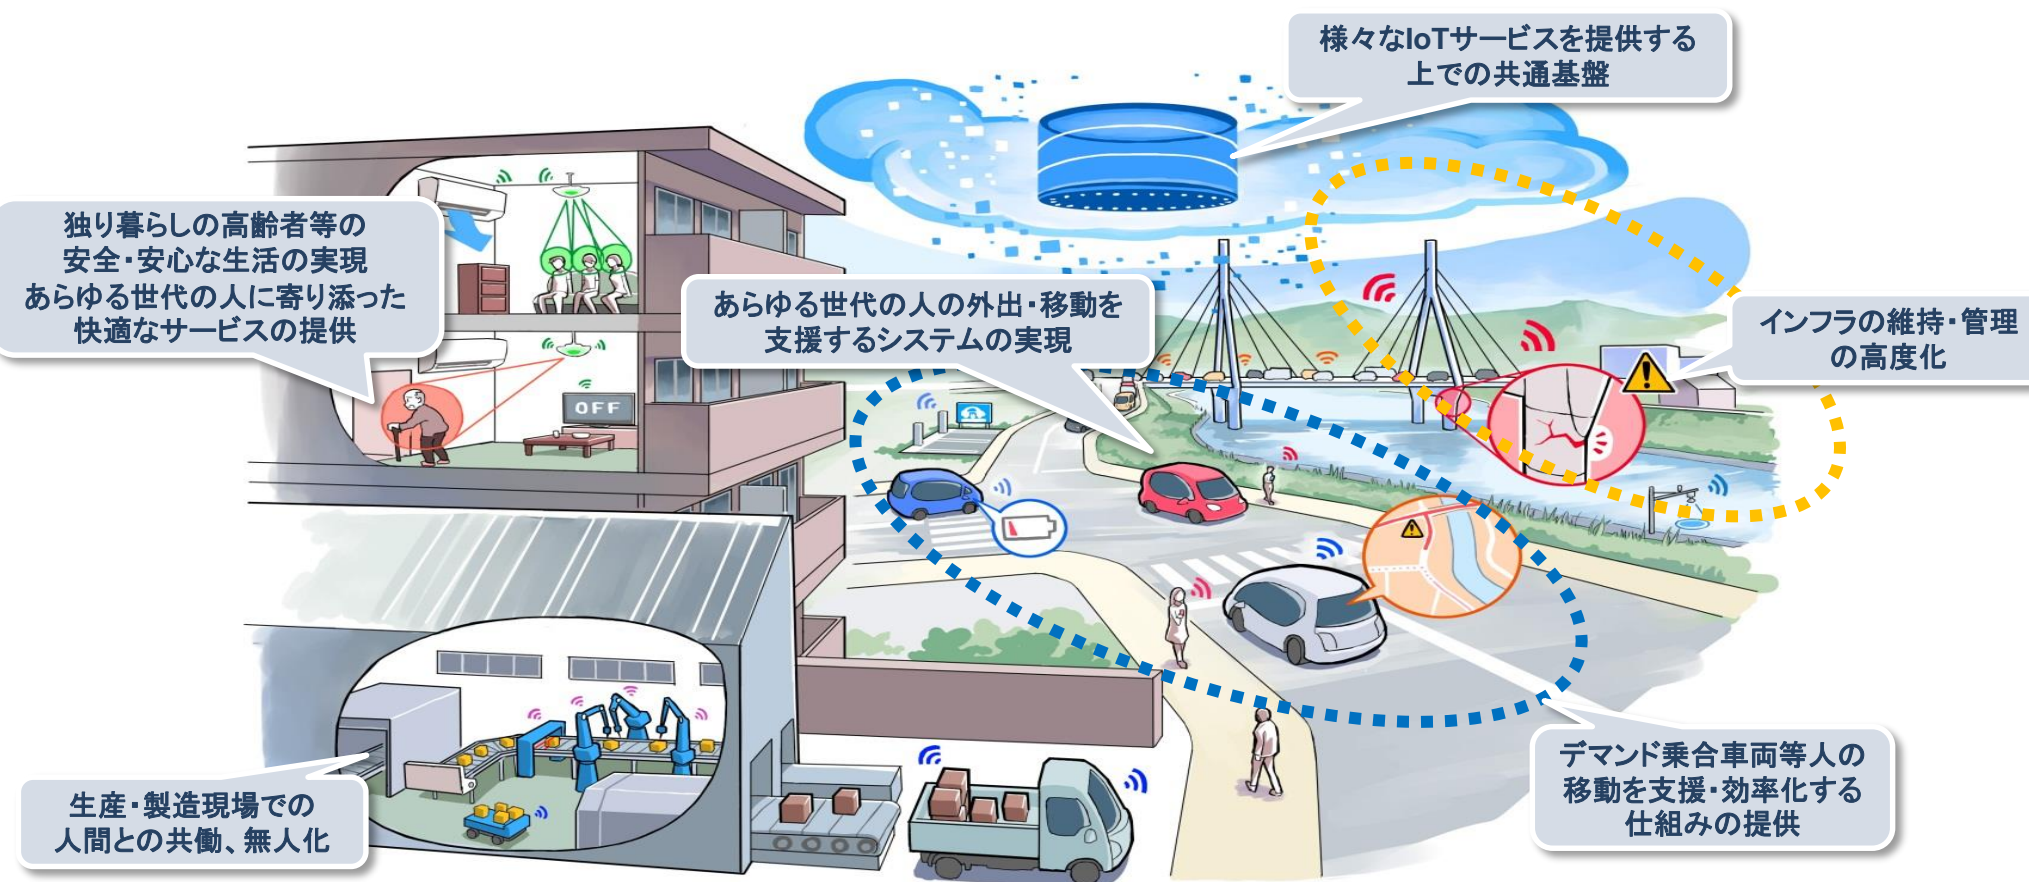 様々なIoTサービスを提供する
上での共通基盤
独り暮らしの高齢者等の
安全・安心な生活の実現
あらゆる世代の人に寄り添った
快適なサービスの提供
あらゆる世代の人の外出・移動を
支援するシステムの実現
インフラの維持・管理
の高度化
OFF
デマンド乗合車両等人の
移動を支援・効率化する
仕組みの提供
生産・製造現場での
人間との共働、無人化